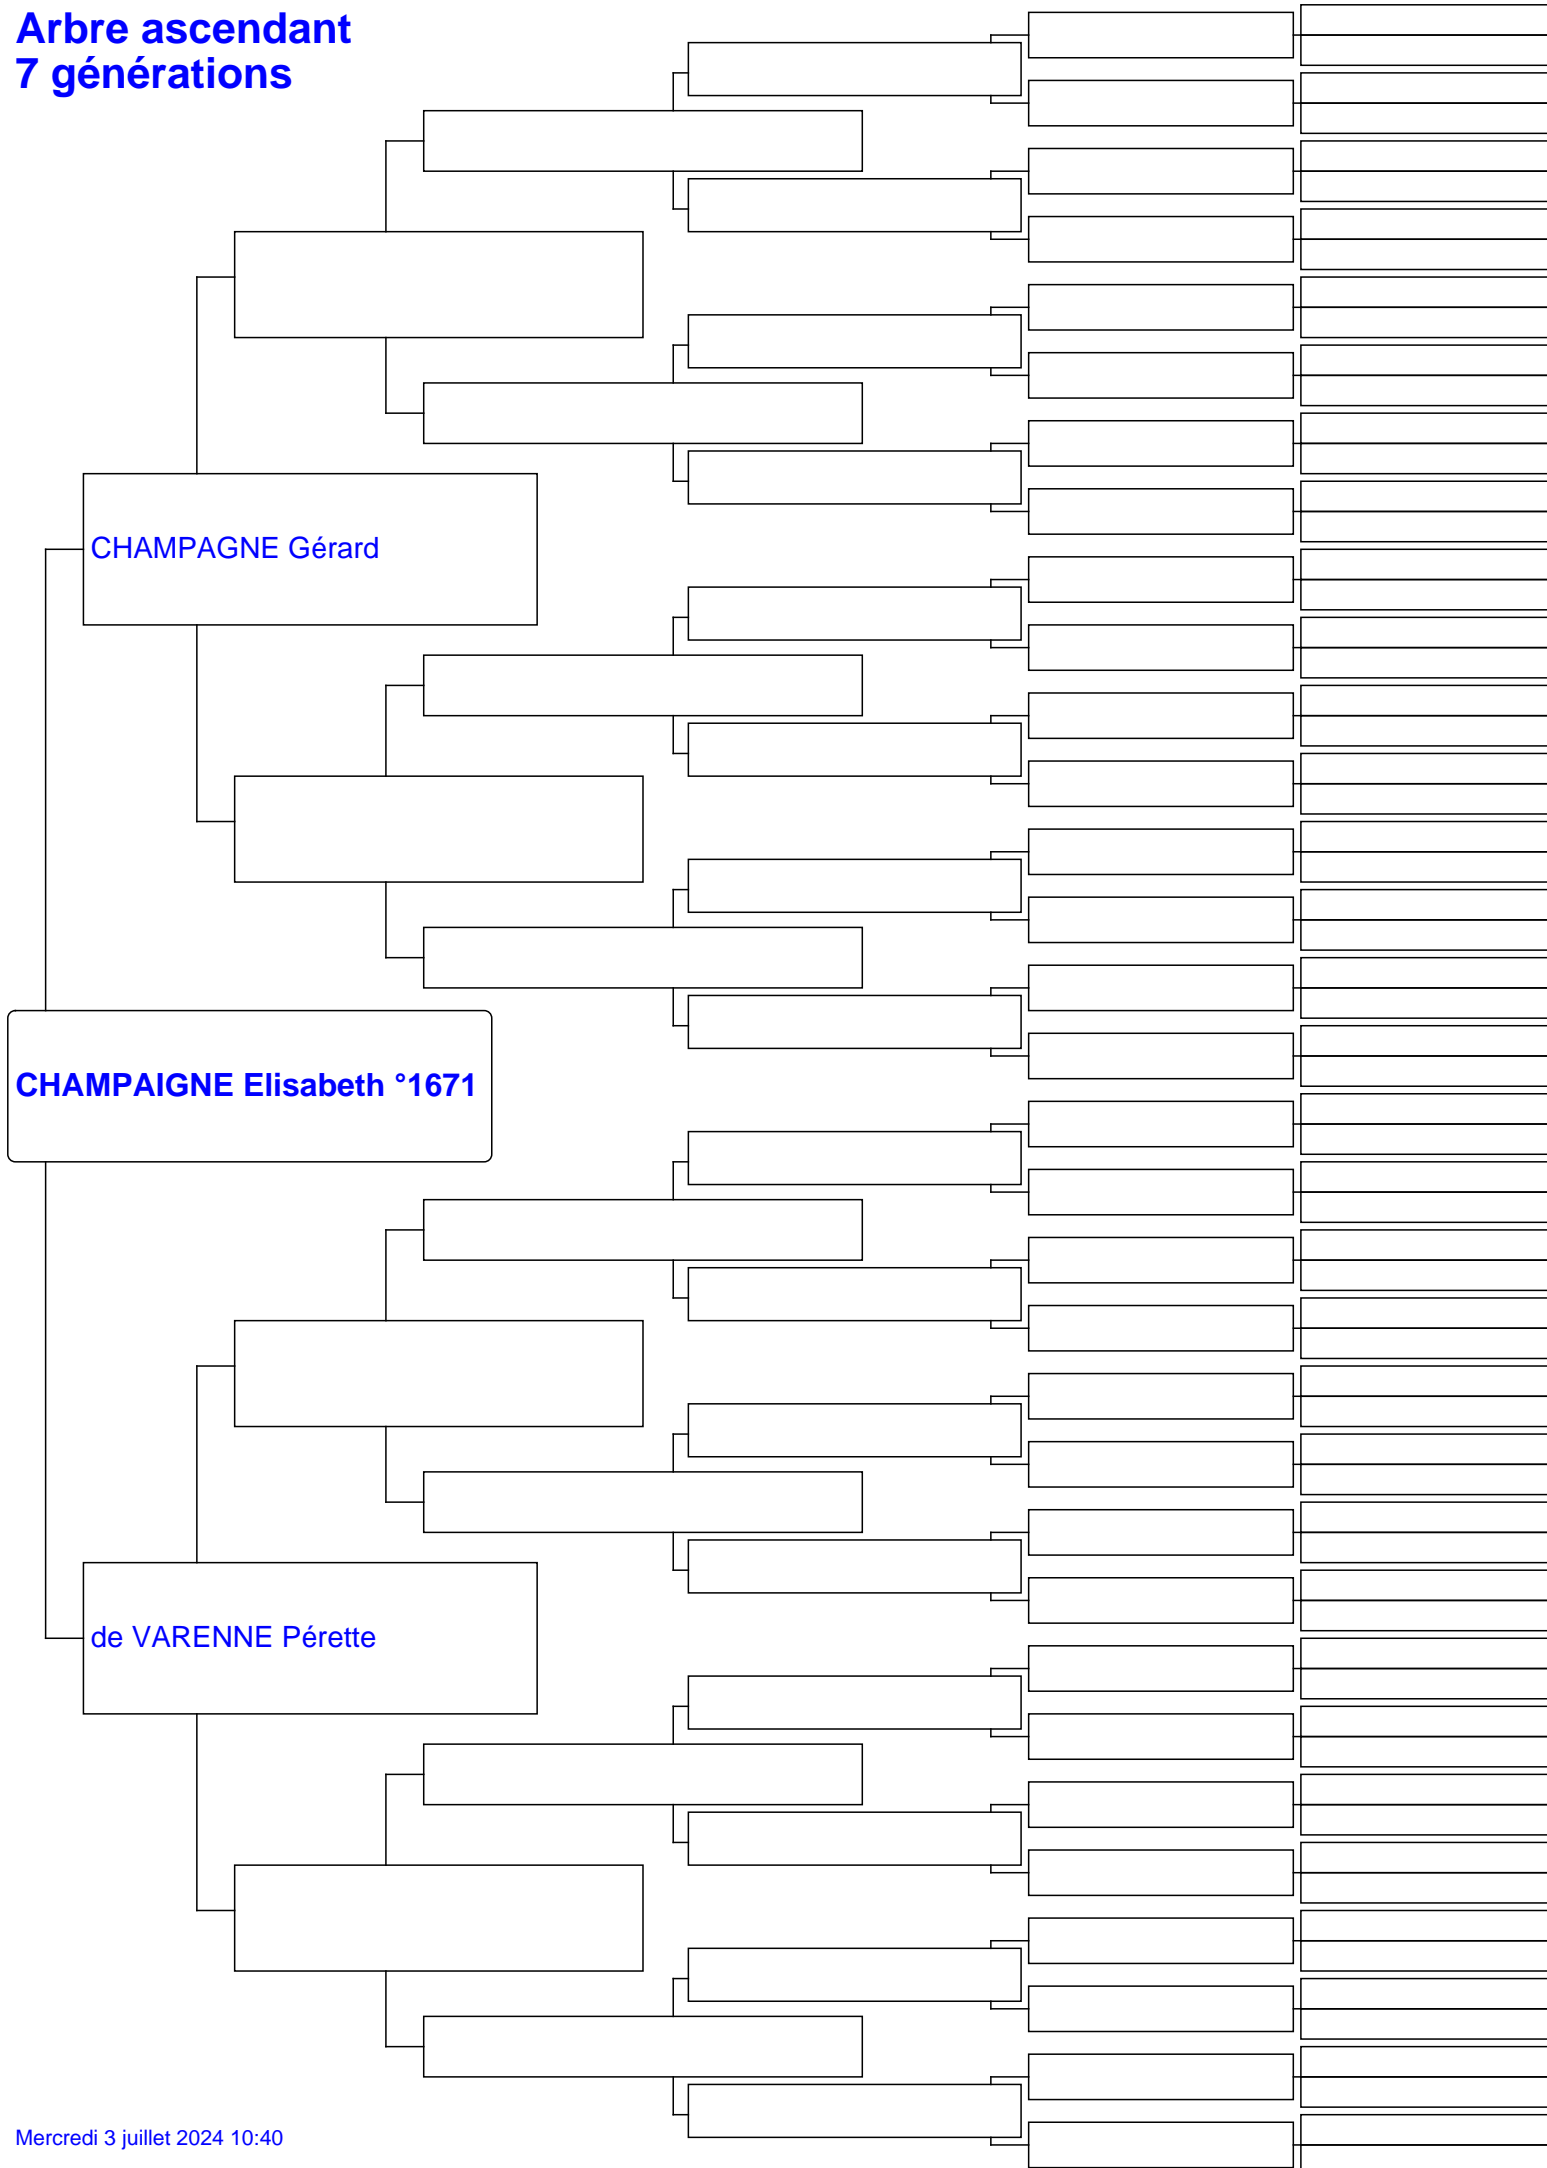 Arbre ascendant
7 générations
CHAMPAGNE Gérard
CHAMPAIGNE Elisabeth °1671
de VARENNE Pérette
Mercredi 3 juillet 2024 10:40